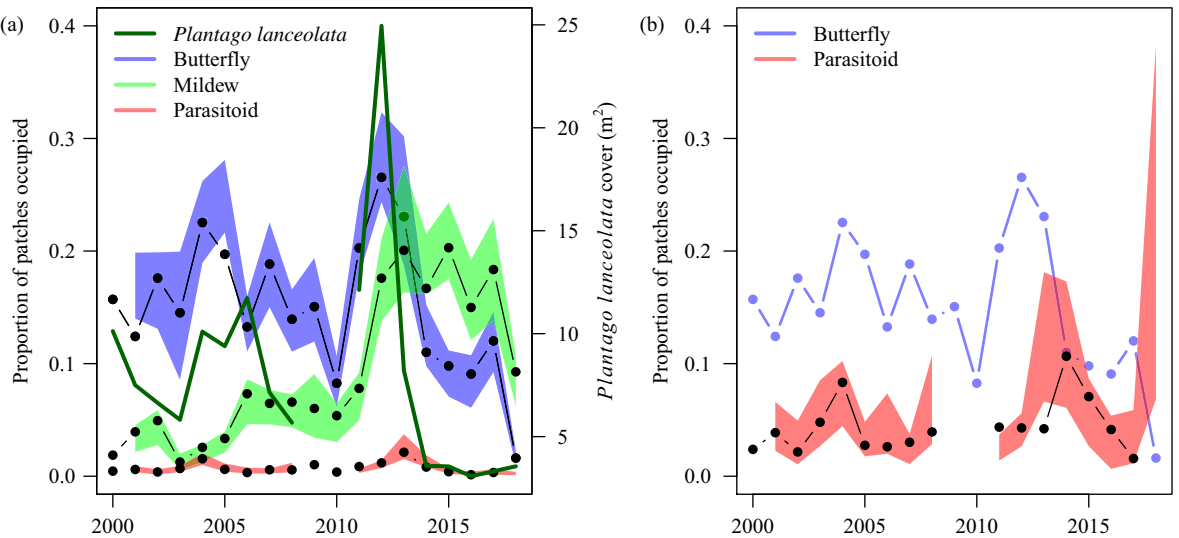 (a)
Plantago lanceolata
Butterfly
Mildew
Parasitoid
Proportion of patches occupied
0.4
0.3
0.2
0.1
0.0
2000
2005
2010
2015
25
20
15
10
5
Plantago lanceolata cover (m²)
(b)
Butterfly
Parasitoid
Proportion of patches occupied
0.4
0.3
0.2
0.1
0.0
2000
2005
2010
2015